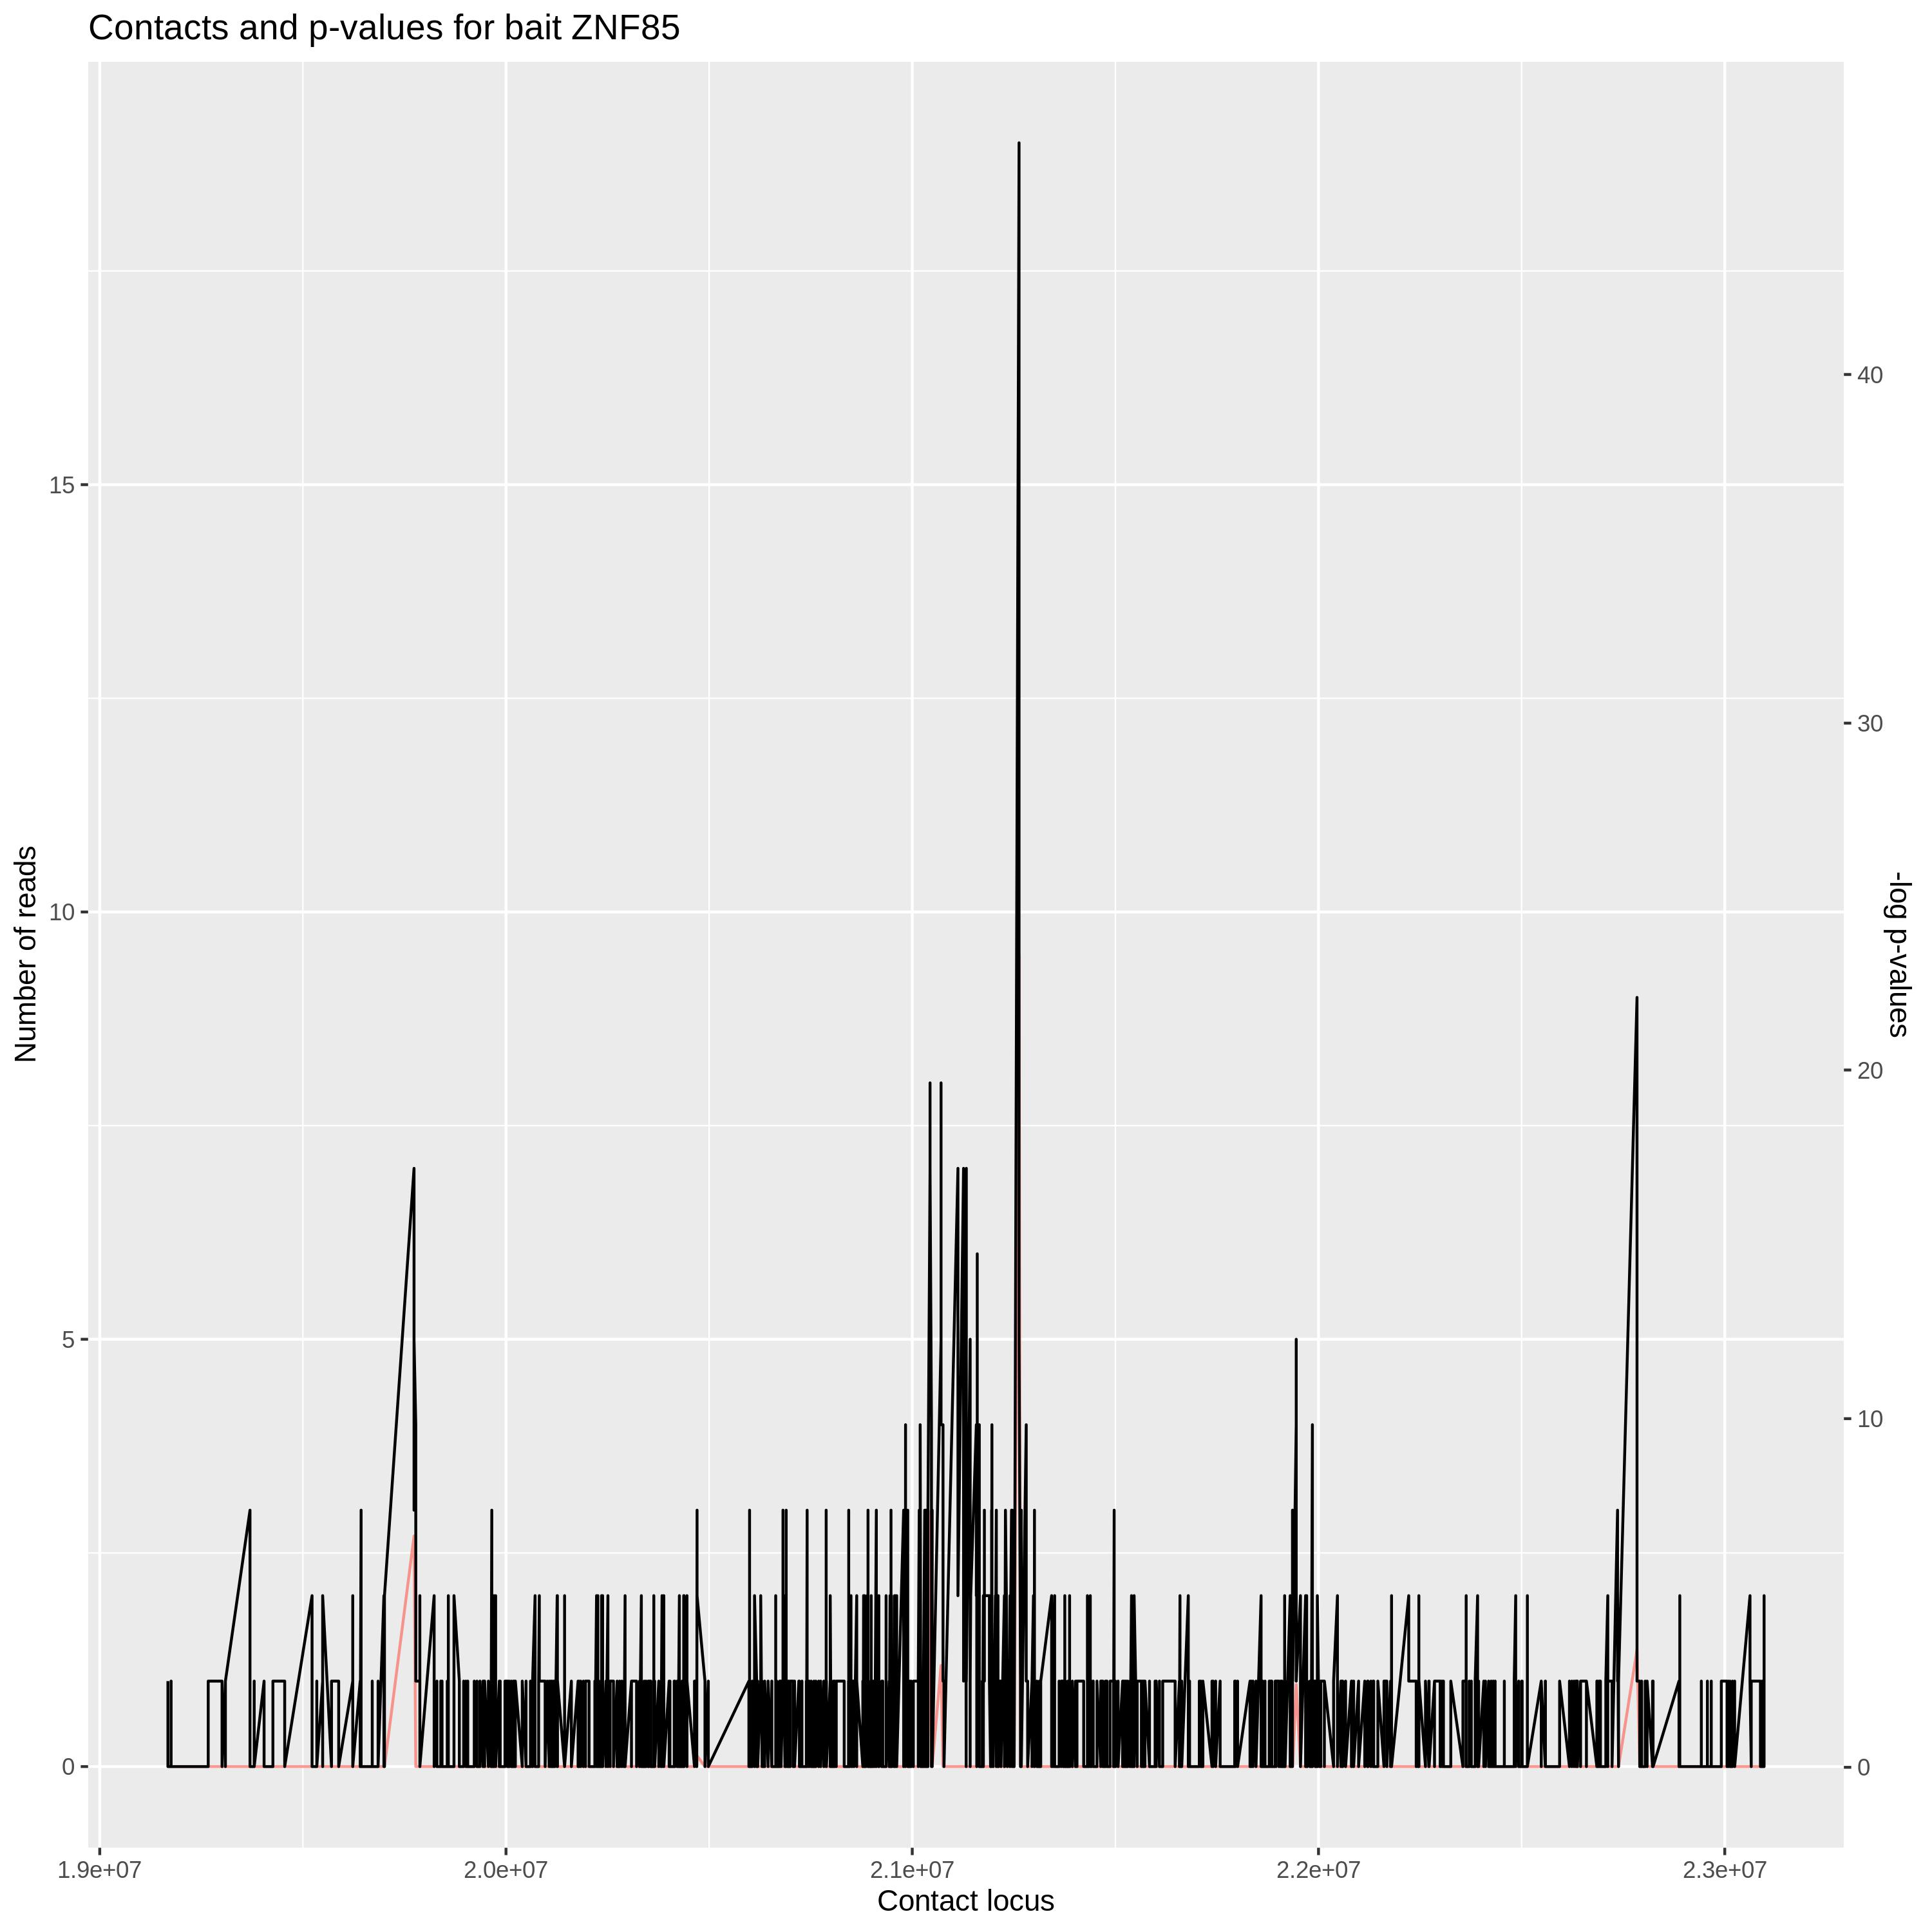 Contacts and p-values for bait ZNF85
15
10
5
0
Number of reads
40
30
20
10
0
-log p-values
1.9e+07 2.0e+07 2.1e+07 2.2e+07 2.3e+07
Contact locus